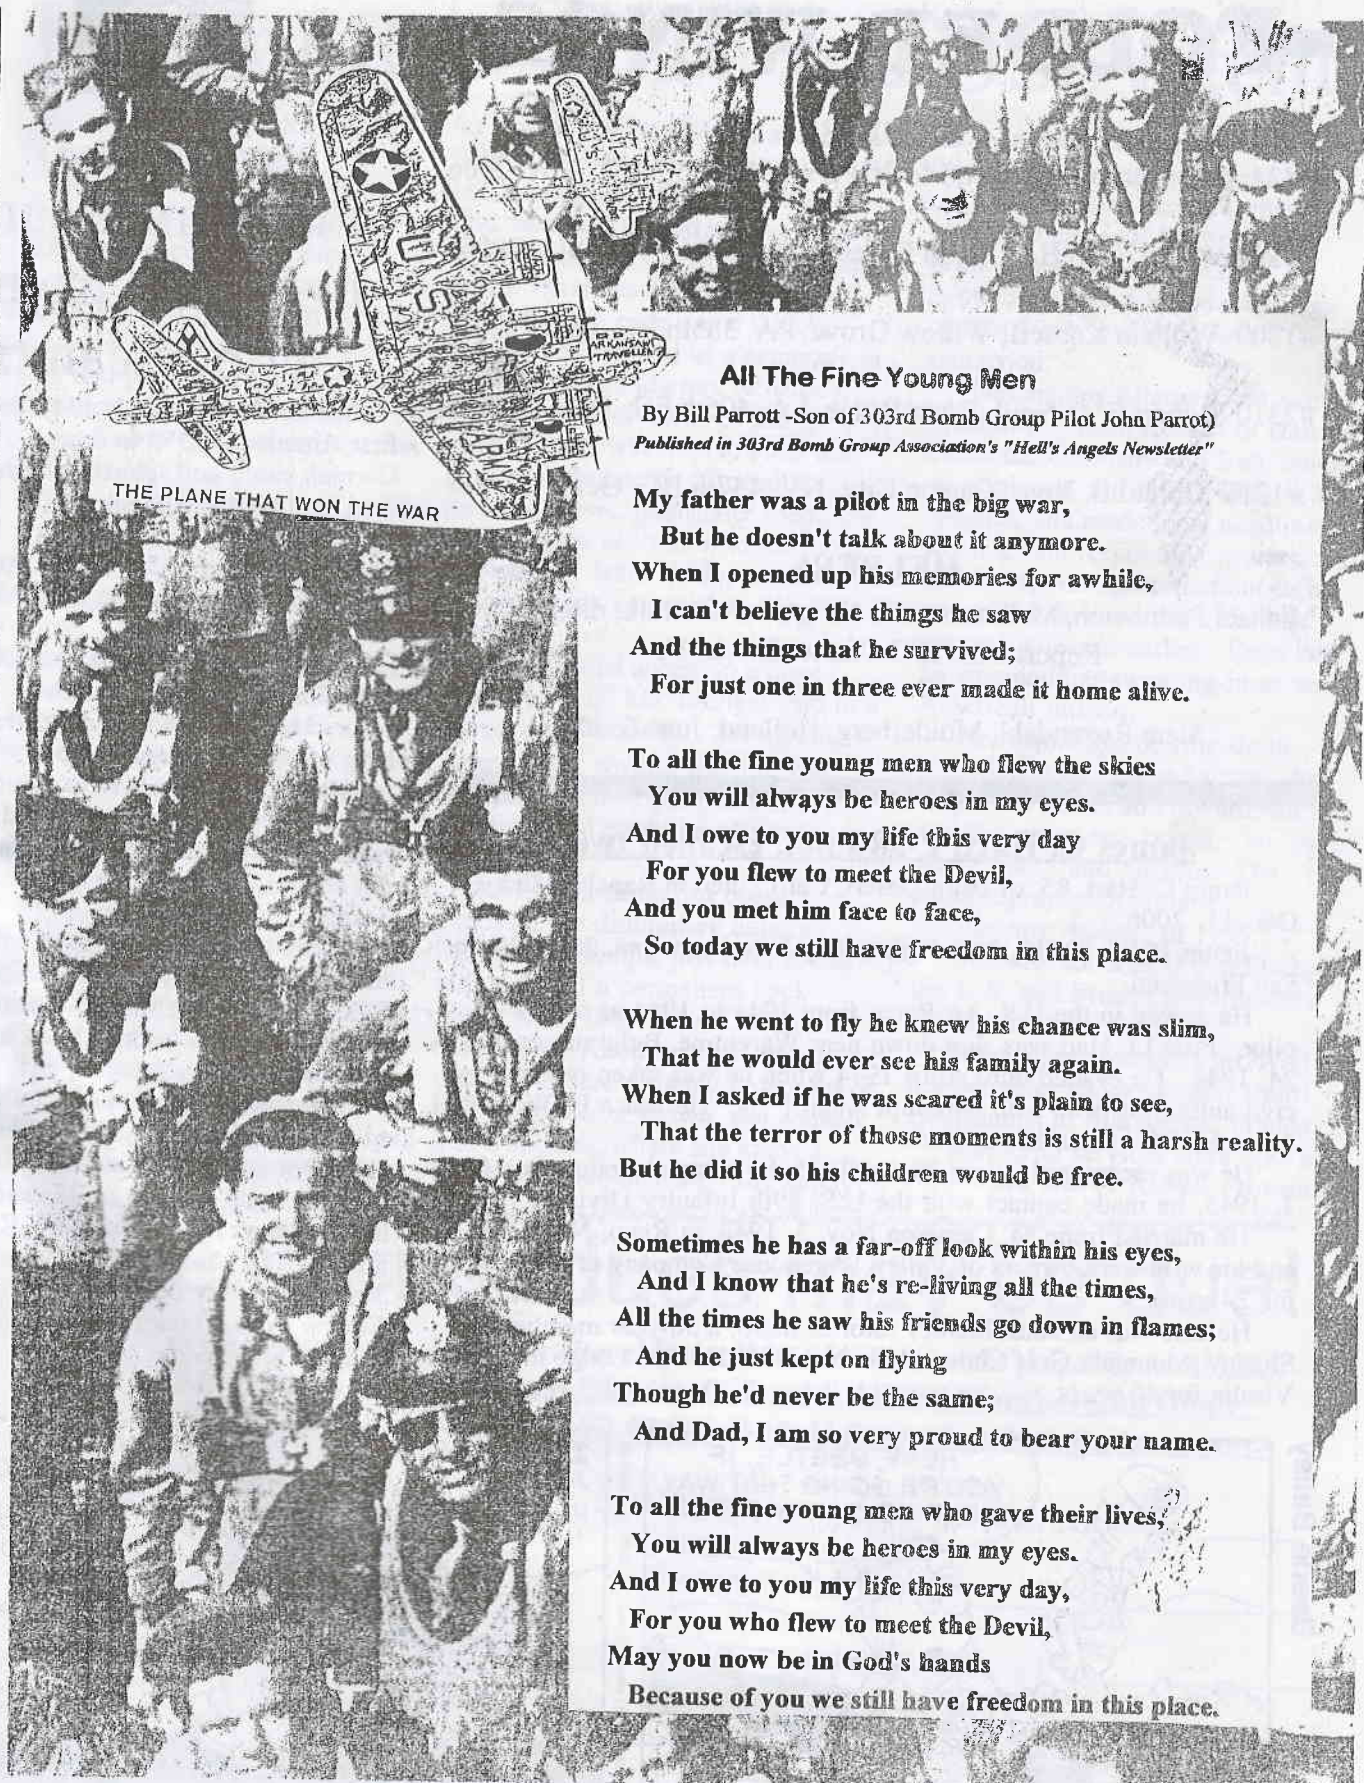 U S
U.S.
ARMY
ARKANSAW
TRAVELLER
THE PLANE THAT WON THE WAR
All The Fine Young Men
By Bill Parrott -Son of 303rd Bomb Group Pilot John Parrot)
Published in 303rd Bomb Group Association's "Hell's Angels Newsletter"
My father was a pilot in the big war,
But he doesn't talk about it anymore.
When I opened up his memories for awhile,
I can't believe the things he saw
And the things that he survived;
For just one in three ever made it home alive.
To all the fine young men who flew the skies
You will always be heroes in my eyes.
And I owe to you my life this very day
For you flew to meet the Devil,
And you met him face to face,
So today we still have freedom in this place.
When he went to fly he knew his chance was slim,
That he would ever see his family again.
When I asked if he was scared it's plain to see,
That the terror of those moments is still a harsh reality.
But he did it so his children would be free.
Sometimes he has a far-off look within his eyes,
And I know that he's re-living all the times,
All the times he saw his friends go down in flames;
And he just kept on flying
Though he'd never be the same;
And Dad, I am so very proud to bear your name.
To all the fine young men who gave their lives,
You will always be heroes in my eyes.
And I owe to you my life this very day,
For you who flew to meet the Devil,
May you now be in God's hands
Because of you we still have freedom in this place.